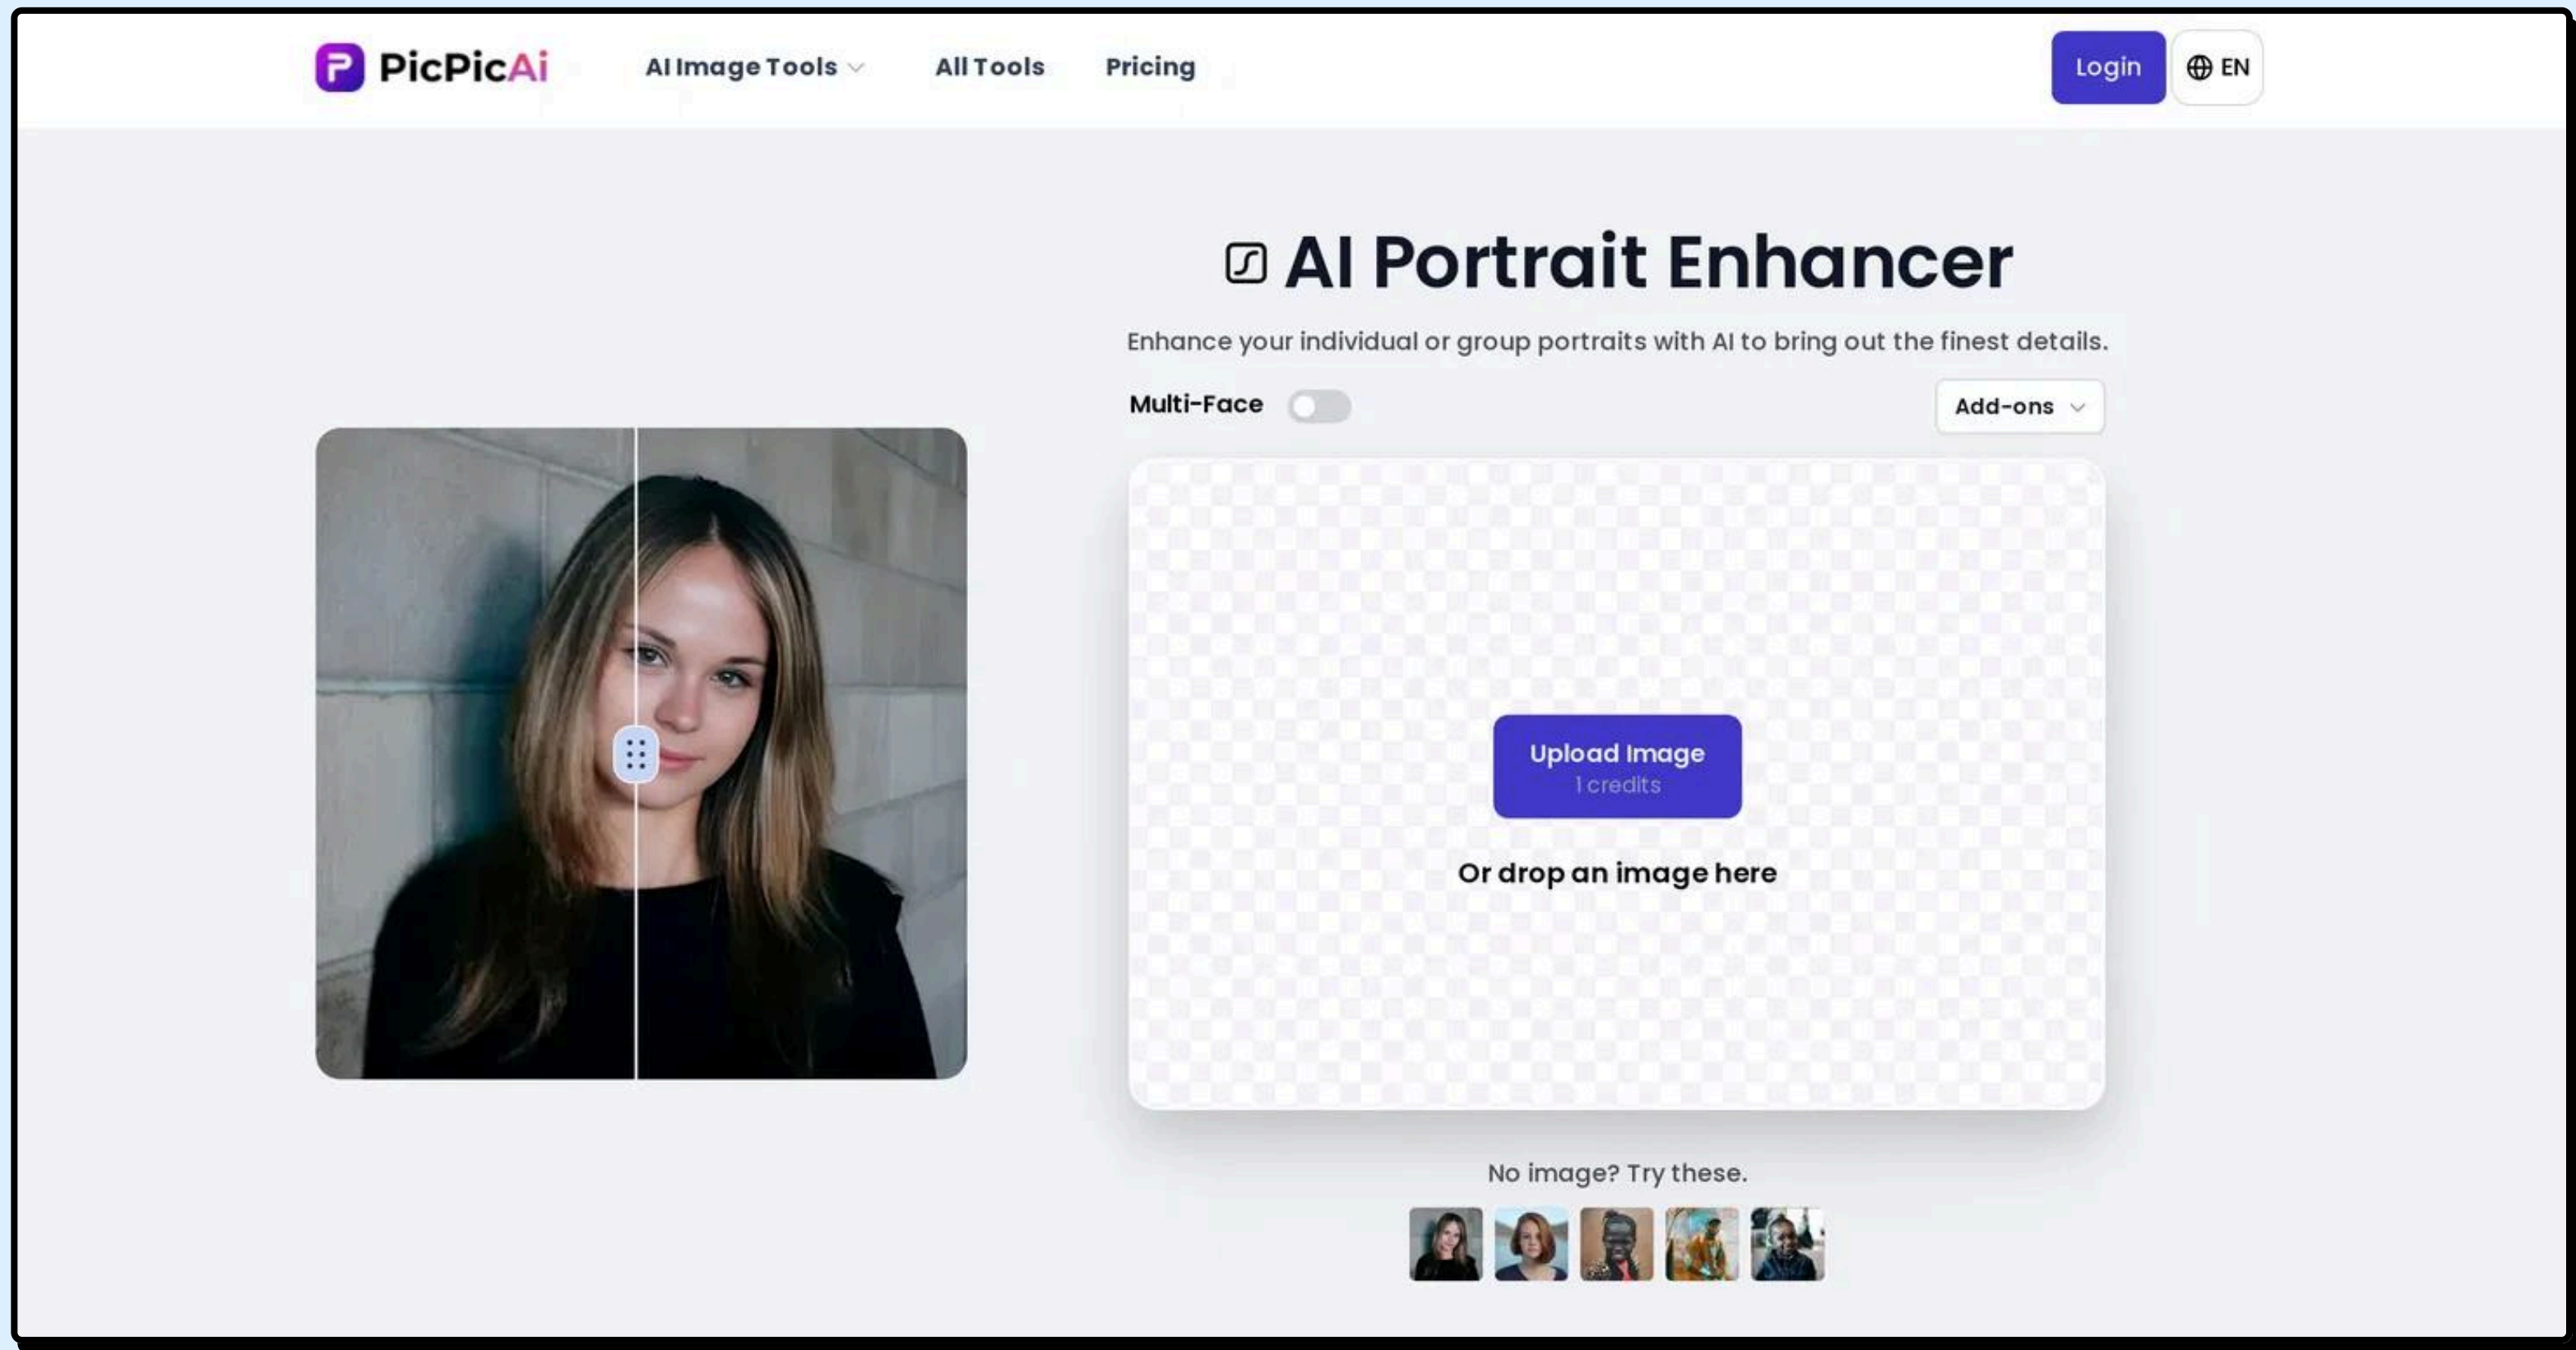 PicPicAi
AI Image Tools
All Tools
Pricing
Login
EN
AI Portrait Enhancer
Enhance your individual or group portraits with AI to bring out the finest details.
Multi-Face
Add-ons
Upload Image
1 credits
Or drop an image here
No image? Try these.